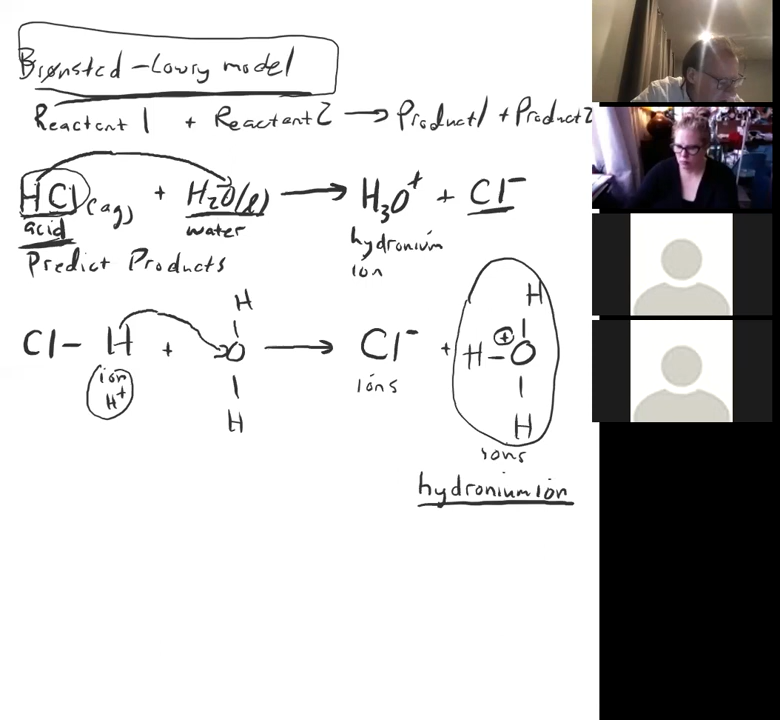 Brønsted-Lowry model
Reactant 1 + Reactant 2 → Product 1 + Product 2
HCl(aq) + H₂O(l) → H₃O⁺ + Cl⁻
acid water hydronium
ion
Predict Products
H H
Cl- H + O → Cl⁻ + H-O⊕
ion ions
H⁺
H H
ions
hydronium ion